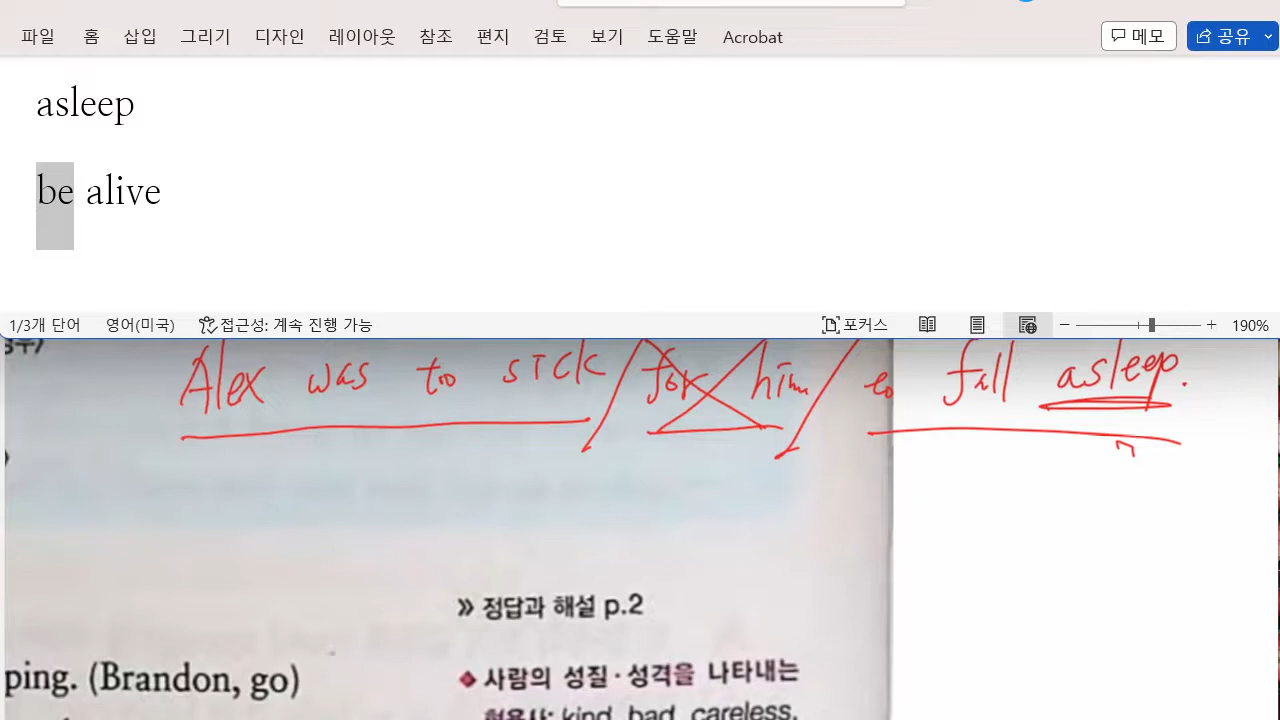 파일 홈 삽입 그리기 디자인 레이아웃 참조 편지 검토 보기 도움말 Acrobat 메모 공유
asleep
be alive
1/3개 단어 영어(미국) 접근성: 계속 진행 가능 포커스 190%
Alex was to sick / for him / to fall asleep.
» 정답과 해설 p.2
ping. (Brandon, go)
◆ 사람의 성질·성격을 나타내는
형용사: kind, bad, careless,